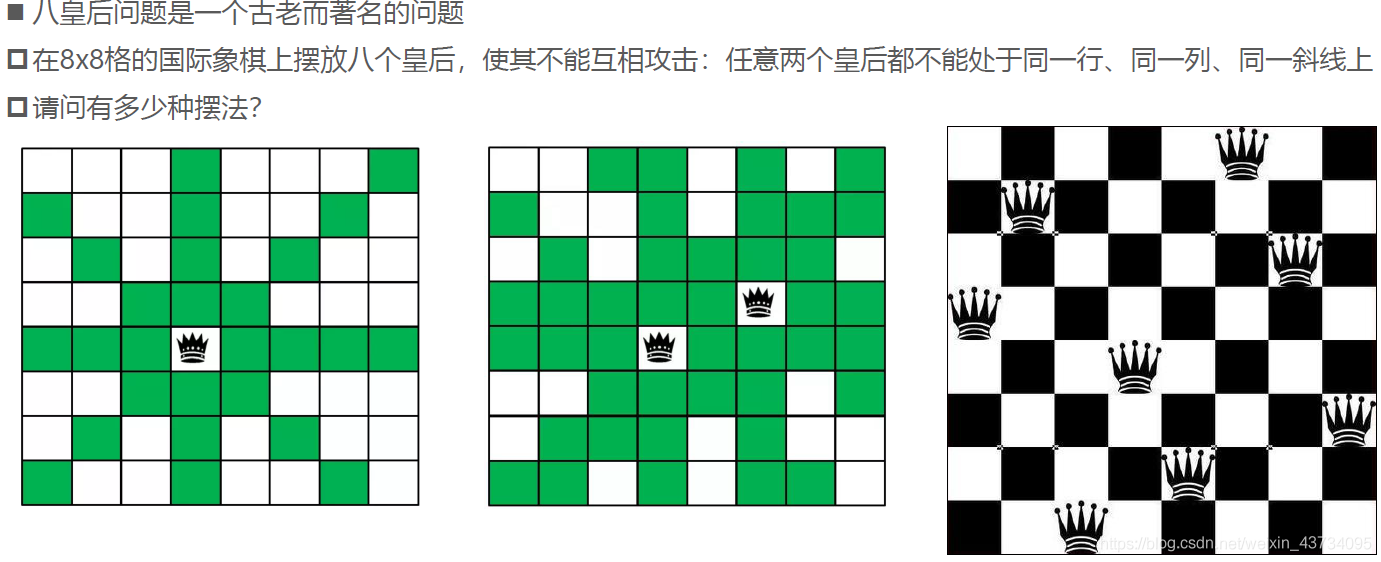 八皇后问题是一个古老而著名的问题
在8x8格的国际象棋上摆放八个皇后，使其不能互相攻击：任意两个皇后都不能处于同一行、同一列、同一斜线上
请问有多少种摆法？
https://blog.csdn.net/weixin_43734095